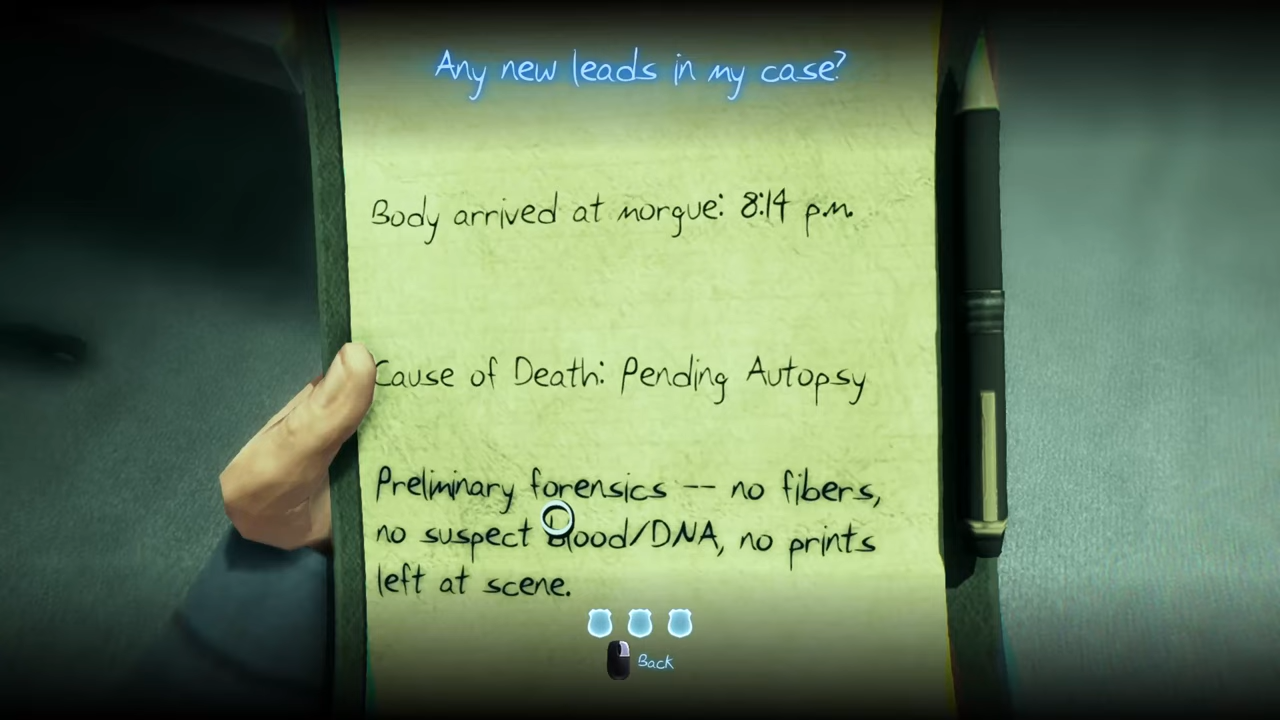 Any new leads in my case?
Body arrived at morgue: 8:14 p.m.
Cause of Death: Pending Autopsy
Preliminary forensics -- no fibers,
no suspect Blood/DNA, no prints
left at scene.
Back